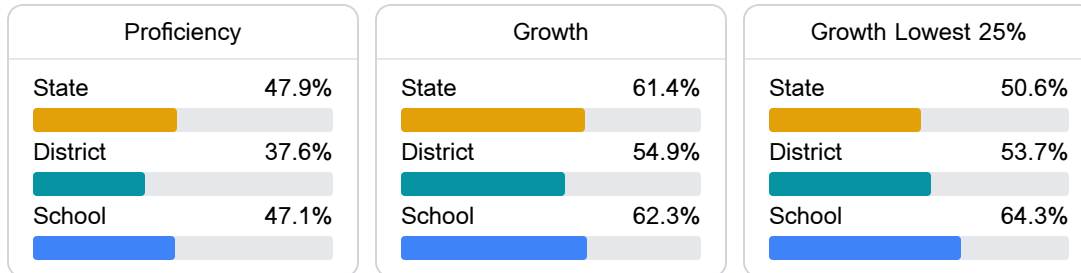 Proficiency
State 47.9%
District 37.6%
School 47.1%
Growth
State 61.4%
District 54.9%
School 62.3%
Growth Lowest 25%
State 50.6%
District 53.7%
School 64.3%